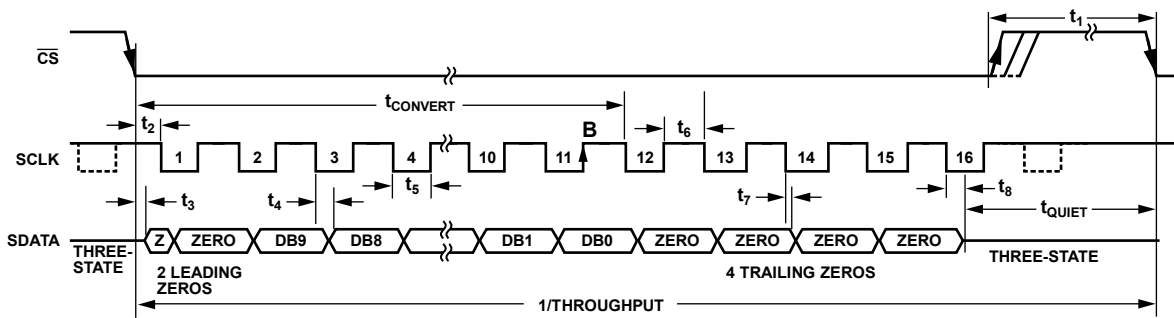 t1
CS
tCONVERT
t2
B
t6
SCLK
1 2 3 4 10 11 12 13 14 15 16
t3
t4
t5
t7
t8
tQUIET
SDATA
Z ZERO DB9 DB8 DB1 DB0 ZERO ZERO ZERO ZERO
THREE-
STATE
2 LEADING
ZEROS
4 TRAILING ZEROS
THREE-STATE
1/THROUGHPUT